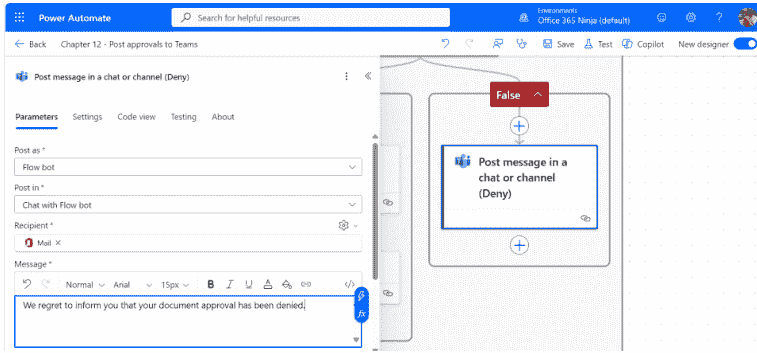 Power Automate
Search for helpful resources
Environments
Office 365 Ninja (default)
Back
Chapter 12 - Post approvals to Teams
Save
Test
Copilot
New designer
Post message in a chat or channel (Deny)
Parameters
Settings
Code view
Testing
About
Post as *
Flow bot
Post in *
Chat with Flow bot
Recipient *
Mail
Message *
Normal
Arial
15px
B
I
U
A
</>
We regret to inform you that your document approval has been denied.
fx
False
Post message in a
chat or channel
(Deny)